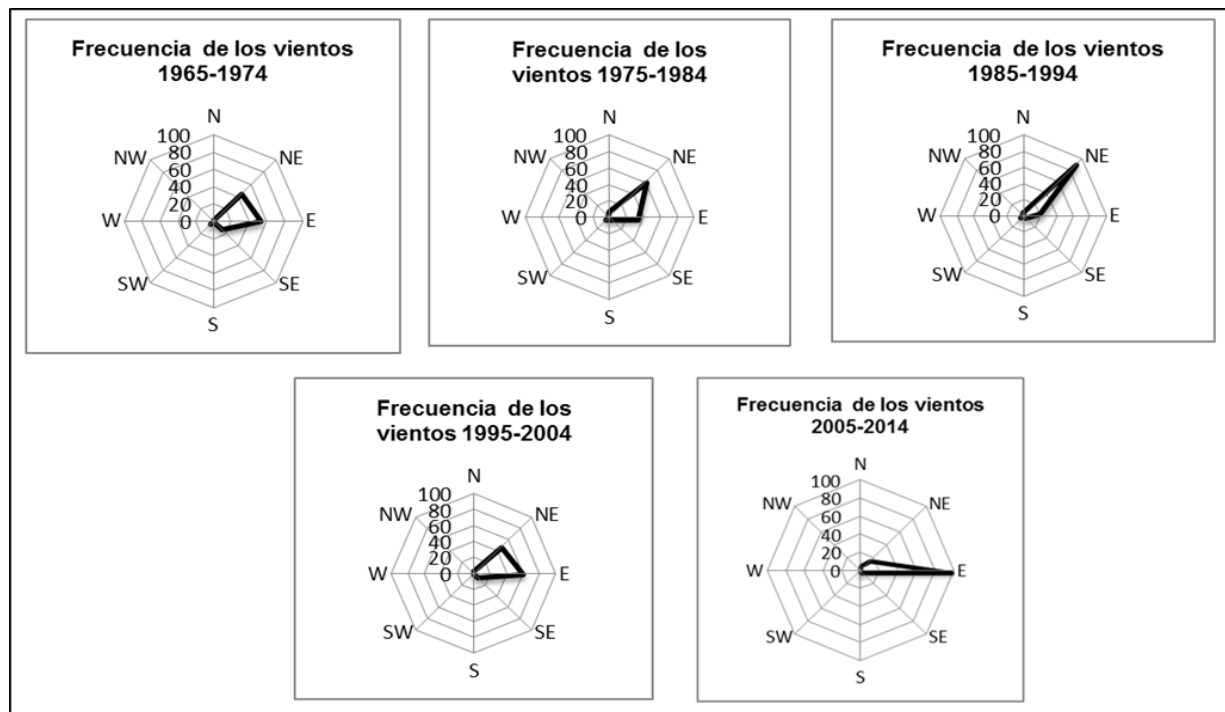 Frecuencia de los vientos
1965-1974
N
NE
E
SE
S
SW
W
NW
100
80
60
40
20
0
Frecuencia de los
vientos 1975-1984
N
NE
E
SE
S
SW
W
NW
100
80
60
40
20
0
Frecuencia de los vientos
1985-1994
N
NE
E
SE
S
SW
W
NW
100
80
60
40
20
0
Frecuencia de los
vientos 1995-2004
N
NE
E
SE
S
SW
W
NW
100
80
60
40
20
0
Frecuencia de los vientos
2005-2014
N
NE
E
SE
S
SW
W
NW
100
80
60
40
20
0